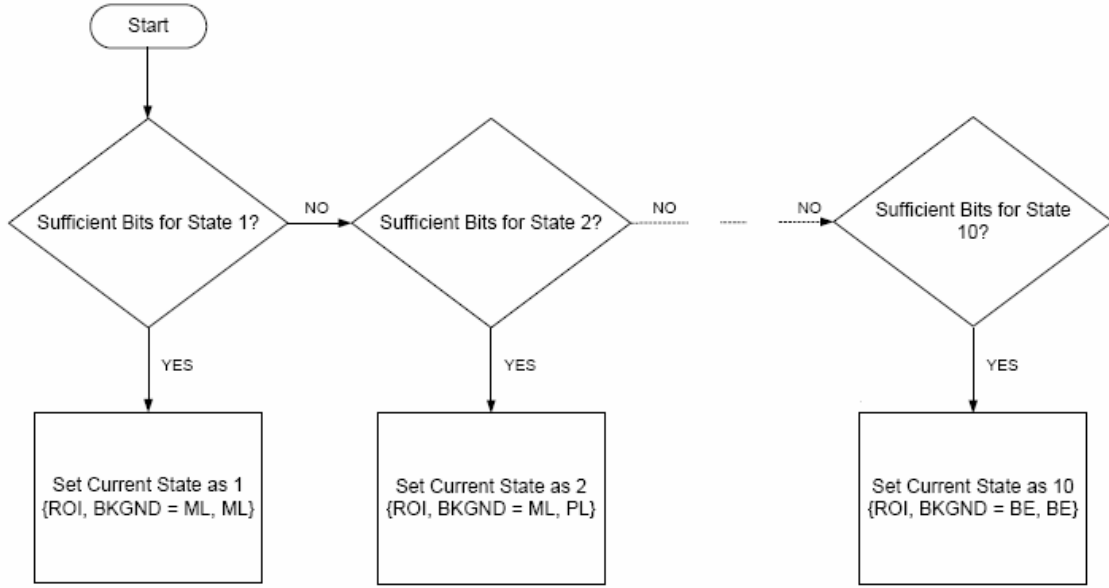 Start
Sufficient Bits for State 1?
NO
Sufficient Bits for State 2?
NO
NO
Sufficient Bits for State
10?
YES
YES
YES
Set Current State as 1
{ROI, BKGND = ML, ML}
Set Current State as 2
{ROI, BKGND = ML, PL}
Set Current State as 10
{ROI, BKGND = BE, BE}